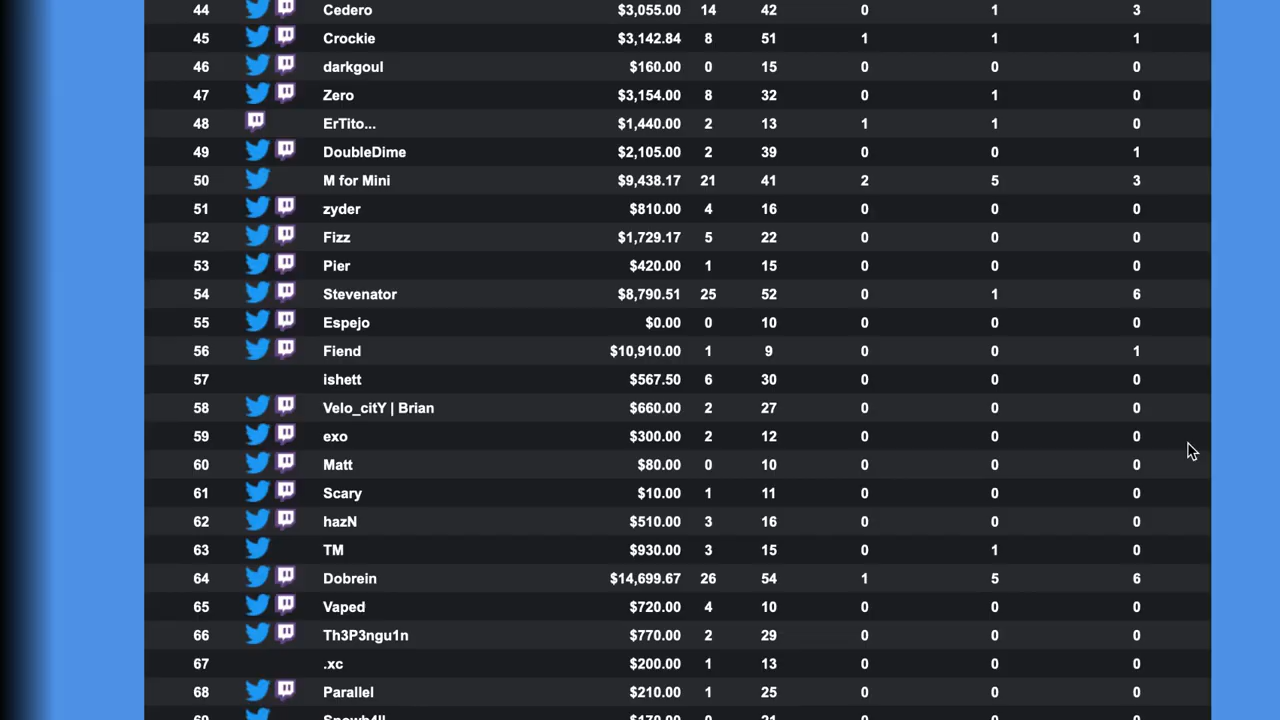 44 Cedero $3,055.00 14 42 0 1 3
45 Crockie $3,142.84 8 51 1 1 1
46 darkgoul $160.00 0 15 0 0 0
47 Zero $3,154.00 8 32 0 1 0
48 ErTito... $1,440.00 2 13 1 1 0
49 DoubleDime $2,105.00 2 39 0 0 1
50 M for Mini $9,438.17 21 41 2 5 3
51 zyder $810.00 4 16 0 0 0
52 Fizz $1,729.17 5 22 0 0 0
53 Pier $420.00 1 15 0 0 0
54 Stevenator $8,790.51 25 52 0 1 6
55 Espejo $0.00 0 10 0 0 0
56 Fiend $10,910.00 1 9 0 0 1
57 ishett $567.50 6 30 0 0 0
58 Velo_citY | Brian $660.00 2 27 0 0 0
59 exo $300.00 2 12 0 0 0
60 Matt $80.00 0 10 0 0 0
61 Scary $10.00 1 11 0 0 0
62 hazN $510.00 3 16 0 0 0
63 TM $930.00 3 15 0 1 0
64 Dobrein $14,699.67 26 54 1 5 6
65 Vaped $720.00 4 10 0 0 0
66 Th3P3ngu1n $770.00 2 29 0 0 0
67 .xc $200.00 1 13 0 0 0
68 Parallel $210.00 1 25 0 0 0